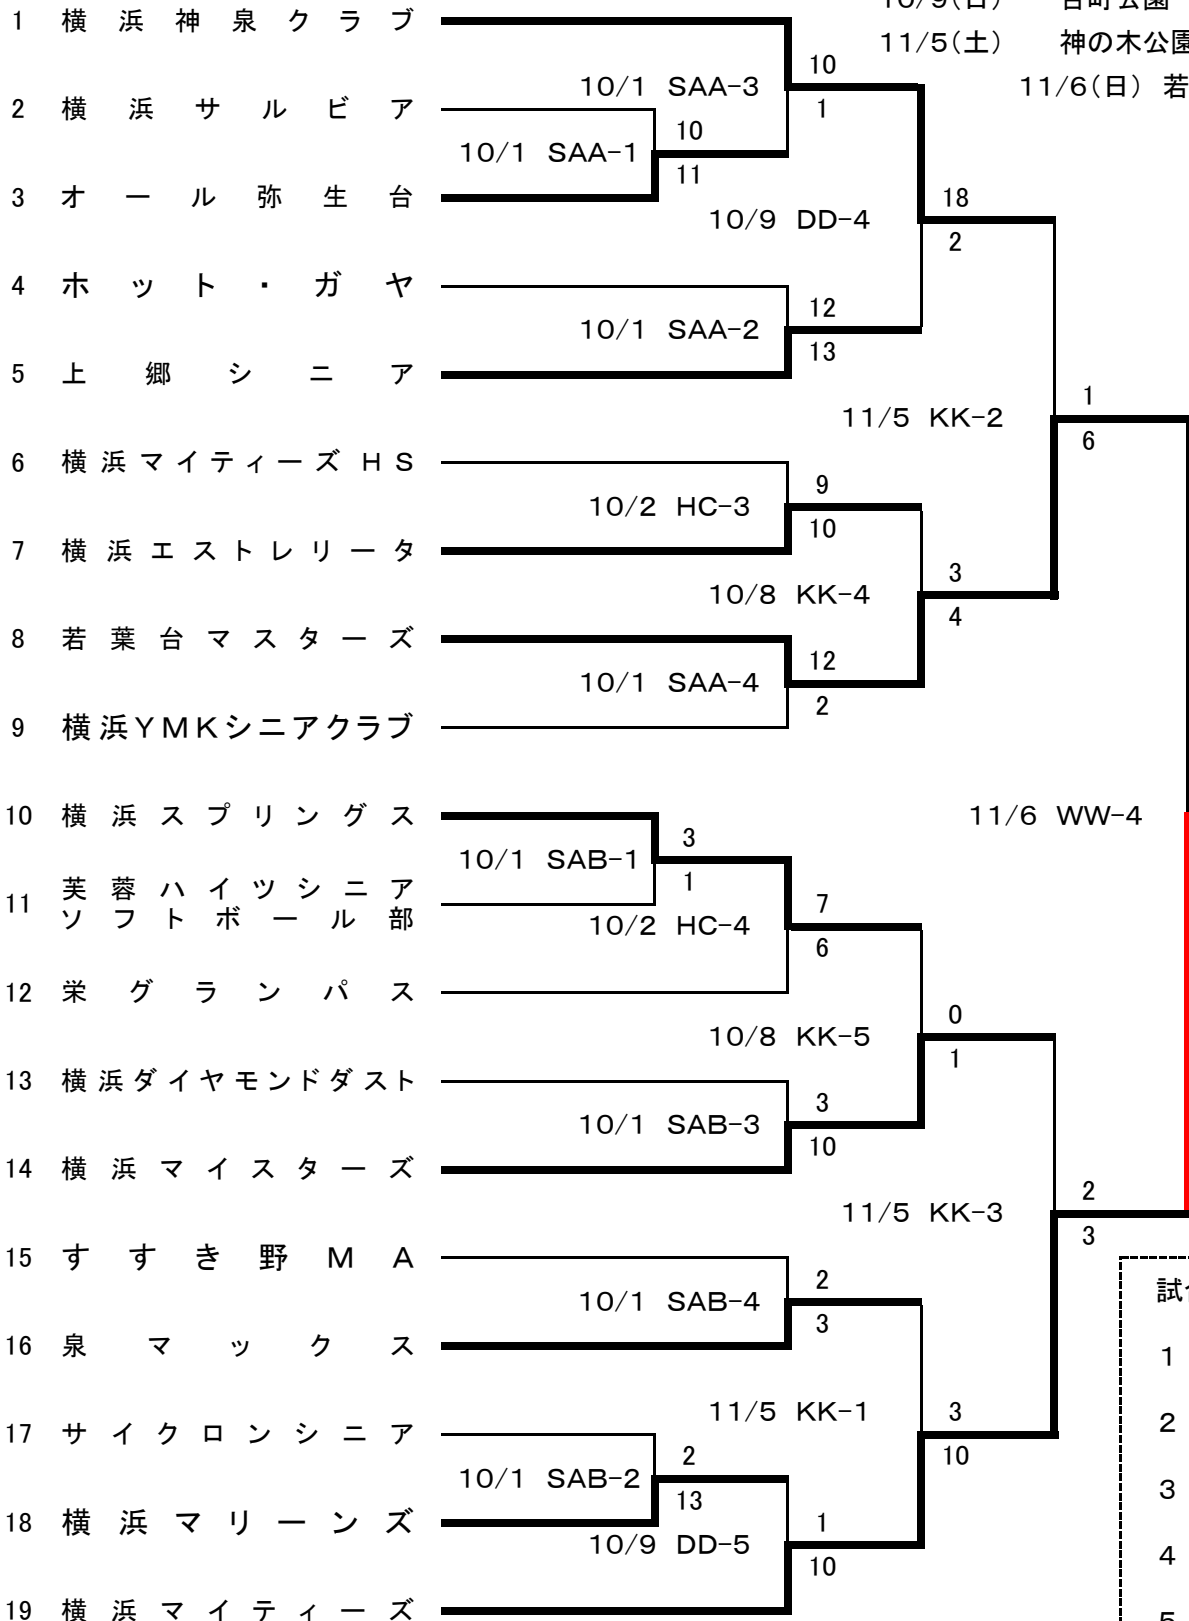 10/9(日)
1 横浜神泉クラブ
11/5(土) 神の木公園
10
10/1 SAA-3
11/6(日) 若
1
2 横浜サルビア
10
10/1 SAA-1
11
3 オール弥生台
18
10/9 DD-4
2
4 ホット・ガヤ
12
10/1 SAA-2
13
5 上郷シニア
1
11/5 KK-2
6
6 横浜マイティーズHS
9
10/2 HC-3
10
7 横浜エストレリータ
3
10/8 KK-4
4
8 若葉台マスターズ
12
10/1 SAA-4
2
9 横浜YMKシニアクラブ
10 横浜スプリングス
11/6 WW-4
3
10/1 SAB-1
1
11 芙蓉ハイツシニア
ソフトボール部
7
10/2 HC-4
6
12 栄グランパス
0
10/8 KK-5
1
13 横浜ダイヤモンドダスト
3
10/1 SAB-3
10
14 横浜マイスターズ
2
11/5 KK-3
3
15 すすき野MA
2
10/1 SAB-4
3
試
1
16 泉マックス
3
11/5 KK-1
2
17 サイクロンシニア
10
2
10/1 SAB-2
3
13
18 横浜マリーンズ
1
10/9 DD-5
4
10
19 横浜マイティーズ